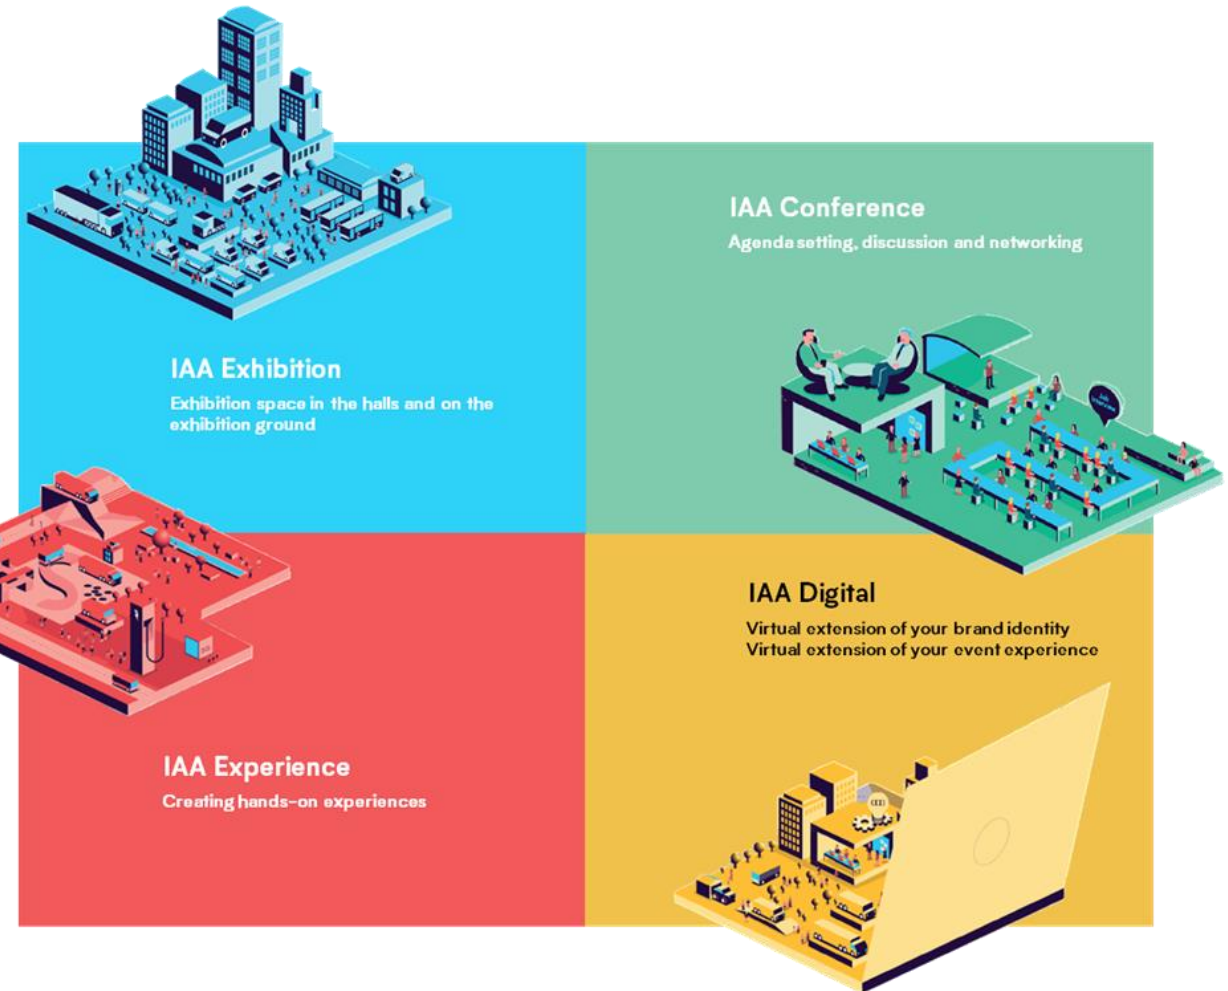 IAA Exhibition
Exhibition space in the halls and on the
exhibition ground
IAA Conference
Agenda setting, discussion and networking
Job
Interview
IAA Experience
Creating hands-on experiences
IAA Digital
Virtual extension of your brand identity
Virtual extension of your event experience